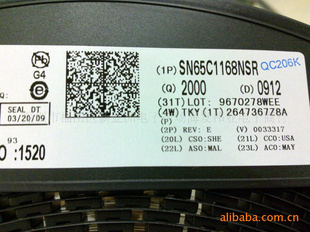 G4
(1P) SN65C1168NSR
QC206K
(Q) 2000 (D) 0912
SEAL DT
03/20/09
(31T) LOT: 9670278WEE
(4W) TKY (1T) 2647367Z8A
(P)
(2P) REV: E (V) 0033317
(20L) CSO:SHE (21L) CCO:USA
(22L) ASO:MAL (23L) ACO:MAY
93
O :1520
alibaba.com.cn